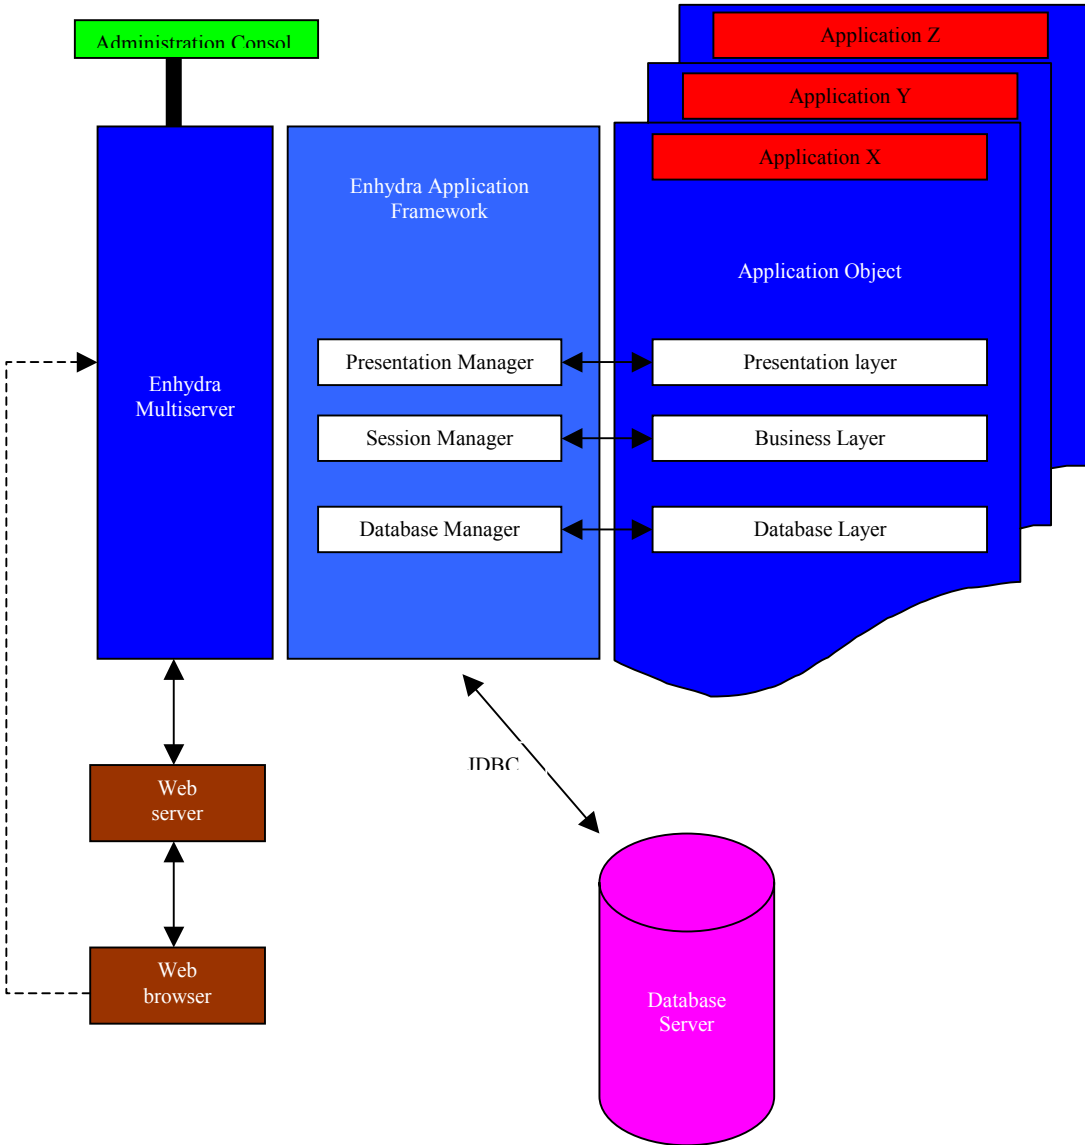 Administration Consol
Application Z
Application Y
Application X
Enhydra Application
Framework
Application Object
Presentation Manager
Presentation layer
Enhydra
Multiserver
Session Manager
Business Layer
Database Manager
Database Layer
JDBC
Web
server
Web
browser
Database
Server